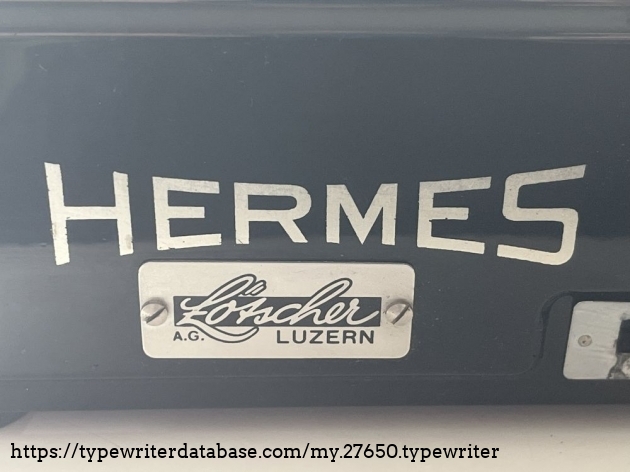 HERMES
Lötscher
A.G. LUZERN
https://typewriterdatabase.com/my.27650.typewriter